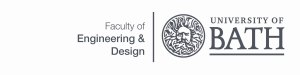 Faculty of
Engineering &
Design
UNIVERSITY OF
BATH